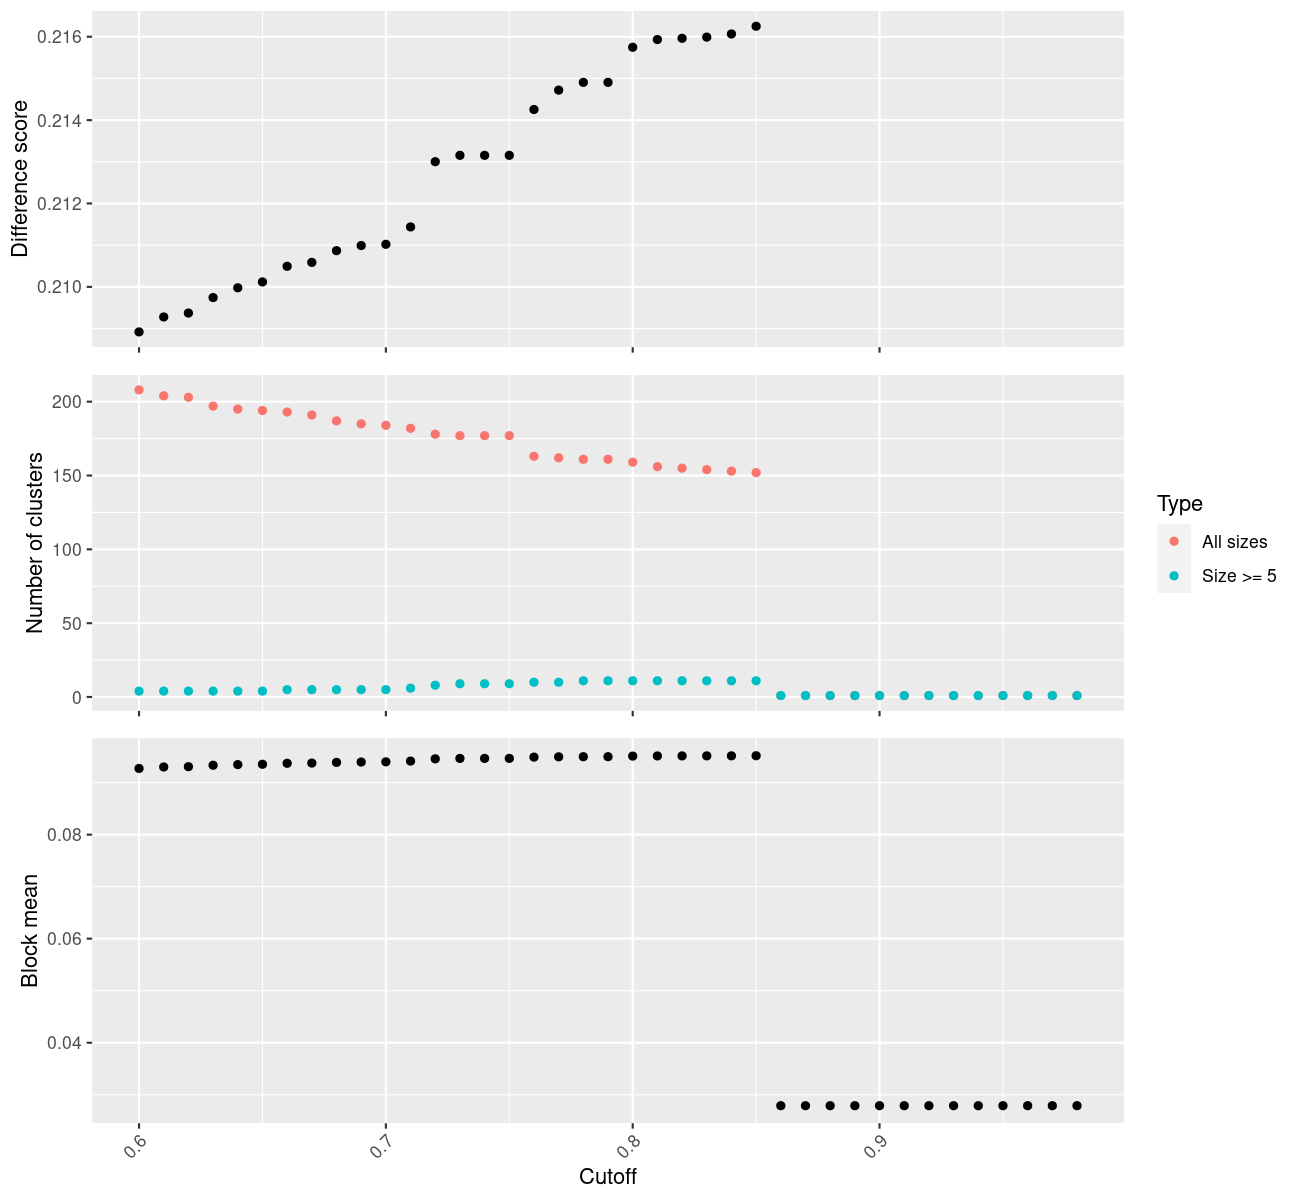 Difference score
0.216
0.214
0.212
0.210
Number of clusters
200
150
100
50
0
Type
All sizes
Size >= 5
Block mean
0.08
0.06
0.04
0.6
0.7
0.8
0.9
Cutoff